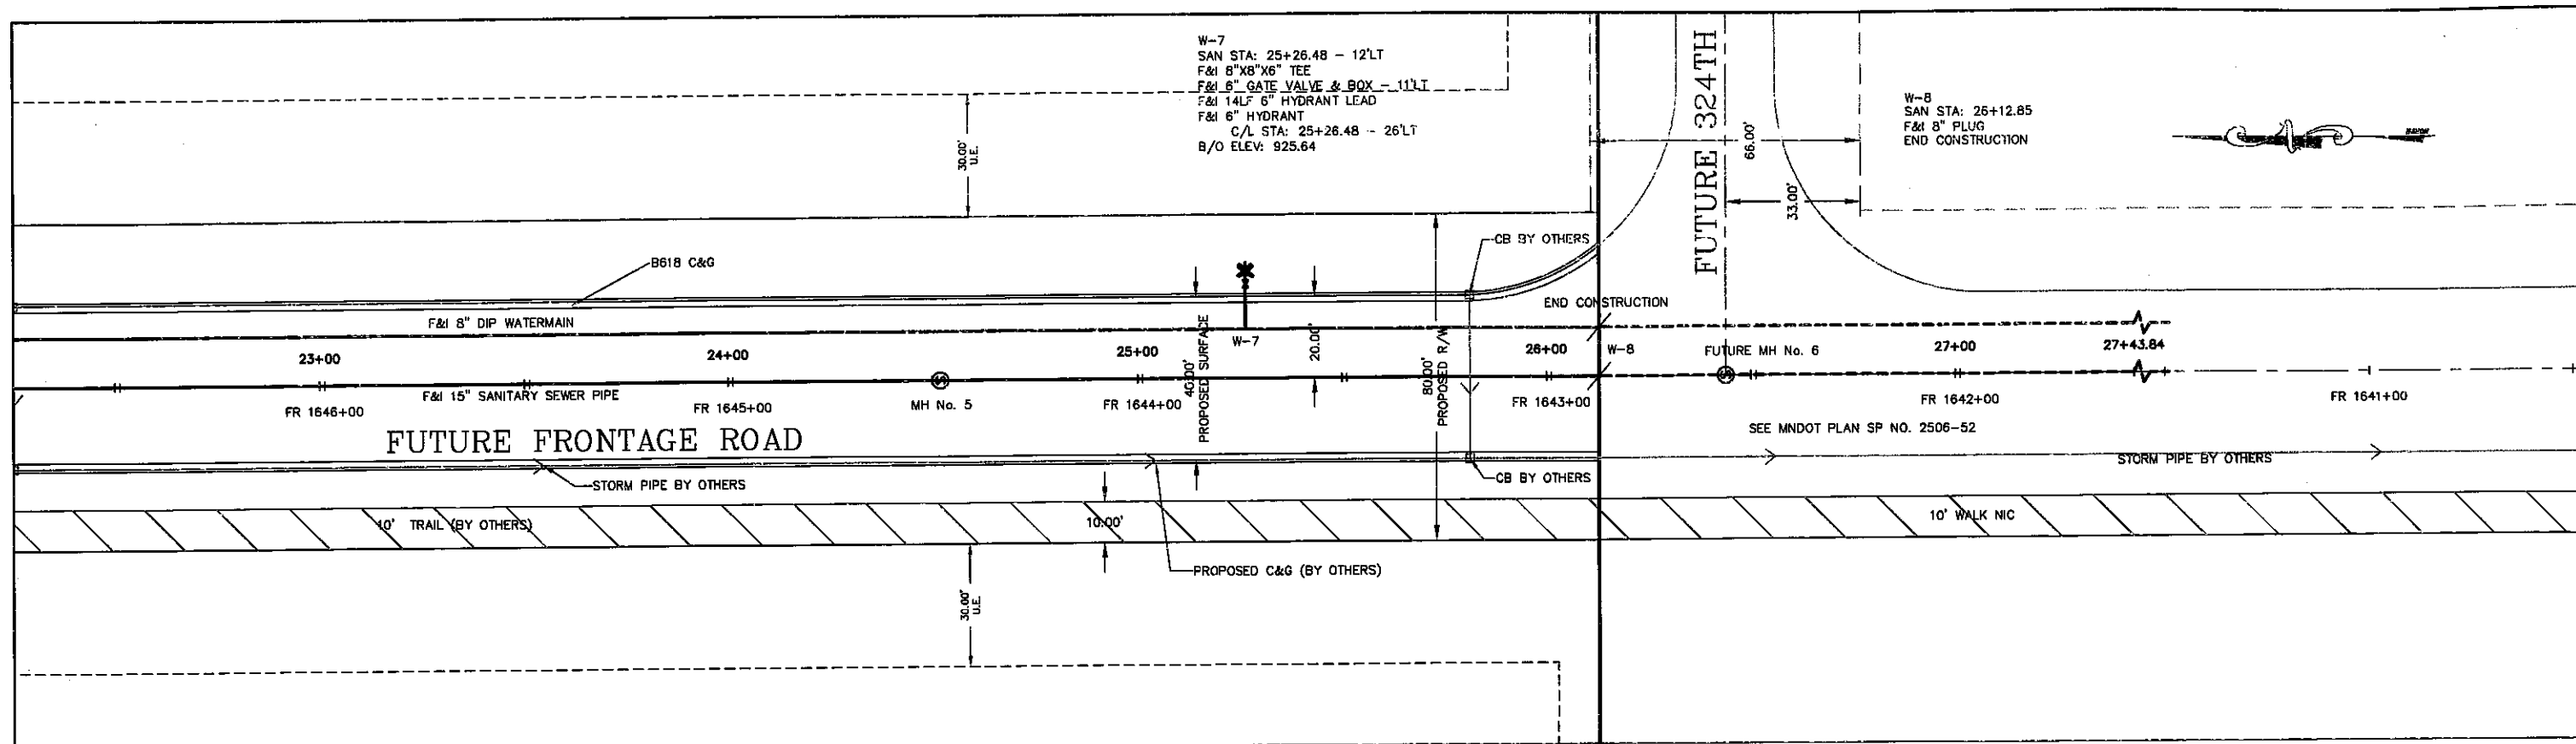 W-7
SAN STA: 25+26.48 - 12'LT
F&I 8"X8"X6" TEE
F&I 6" GATE VALVE & BOX - 11'LT
F&I 14LF 6" HYDRANT LEAD
F&I 6" HYDRANT
C/L STA: 25+26.48 - 26'LT
B/O ELEV: 925.64
FUTURE 324TH
66.00'
33.00'
W-8
SAN STA: 26+12.85
F&I 8" PLUG
END CONSTRUCTION
30.00'
U.E.
B618 C&G
CB BY OTHERS
END CONSTRUCTION
F&I 8" DIP WATERMAIN
23+00
24+00
25+00
W-7
20.00'
26+00
W-8
FUTURE MH No. 6
27+00
27+43.84
40.00'
PROPOSED SURFACE
80.00'
PROPOSED R/W
F&I 15" SANITARY SEWER PIPE
FR 1646+00
FR 1645+00
MH No. 5
FR 1644+00
FR 1643+00
FR 1642+00
FR 1641+00
FUTURE FRONTAGE ROAD
SEE MNDOT PLAN SP NO. 2506-52
STORM PIPE BY OTHERS
CB BY OTHERS
STORM PIPE BY OTHERS
10' TRAIL (BY OTHERS)
10.00'
10' WALK NIC
PROPOSED C&G (BY OTHERS)
30.00'
U.E.